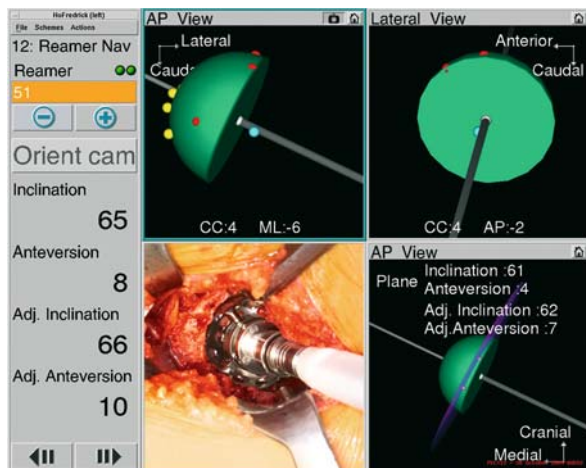 HoFredrick (left)
File Schemes Actions
12: Reamer Nav
Reamer
51
Orient cam
Inclination
65
Anteversion
8
Adj. Inclination
66
Adj. Anteversion
10
AP View
Lateral
Caudal
CC:4 ML:-6
Lateral View
Anterior
Caudal
CC:4 AP:-2
AP View
Plane
Inclination :61
Anteversion :4
Adj. Inclination :62
Adj.Anteversion :7
Cranial
Medial